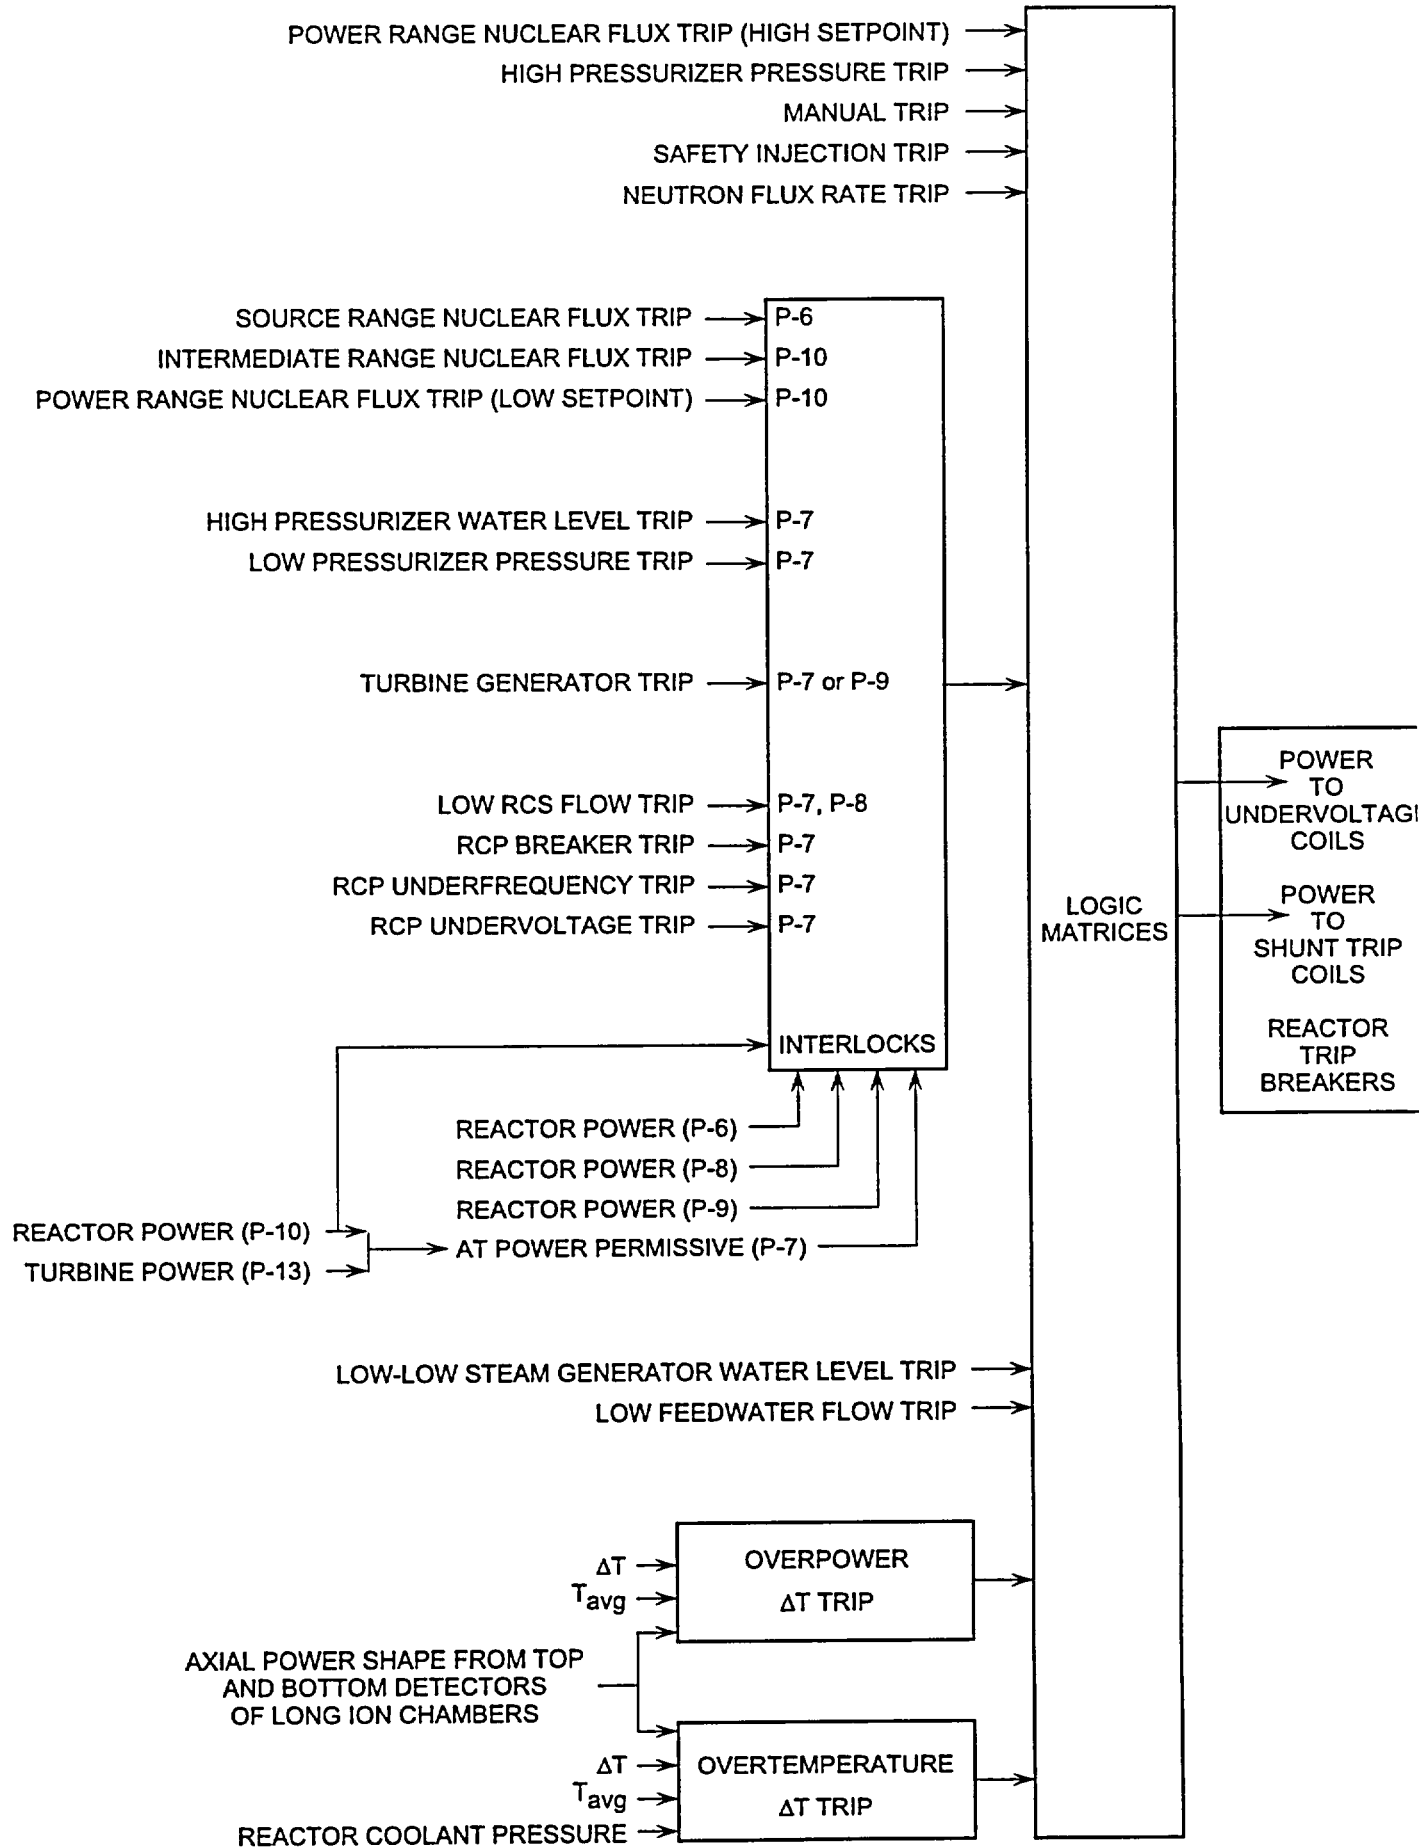 POWER RANGE NUCLEAR FLUX TRIP (HIGH SETPOINT)
HIGH PRESSURIZER PRESSURE TRIP
MANUAL TRIP
SAFETY INJECTION TRIP
NEUTRON FLUX RATE TRIP
SOURCE RANGE NUCLEAR FLUX TRIP P-6
INTERMEDIATE RANGE NUCLEAR FLUX TRIP P-10
POWER RANGE NUCLEAR FLUX TRIP (LOW SETPOINT) P-10
HIGH PRESSURIZER WATER LEVEL TRIP P-7
LOW PRESSURIZER PRESSURE TRIP P-7
TURBINE GENERATOR TRIP P-7 or P-9
LOW RCS FLOW TRIP P-7, P-8
RCP BREAKER TRIP P-7
RCP UNDERFREQUENCY TRIP P-7
RCP UNDERVOLTAGE TRIP P-7
INTERLOCKS
REACTOR POWER (P-6)
REACTOR POWER (P-8)
REACTOR POWER (P-9)
REACTOR POWER (P-10)
AT POWER PERMISSIVE (P-7)
TURBINE POWER (P-13)
LOGIC
MATRICES
POWER
TO
UNDERVOLTAGE
COILS
POWER
TO
SHUNT TRIP
COILS
REACTOR
TRIP
BREAKERS
LOW-LOW STEAM GENERATOR WATER LEVEL TRIP
LOW FEEDWATER FLOW TRIP
ΔT
Tavg
OVERPOWER
ΔT TRIP
AXIAL POWER SHAPE FROM TOP
AND BOTTOM DETECTORS
OF LONG ION CHAMBERS
ΔT
Tavg
REACTOR COOLANT PRESSURE
OVERTEMPERATURE
ΔT TRIP